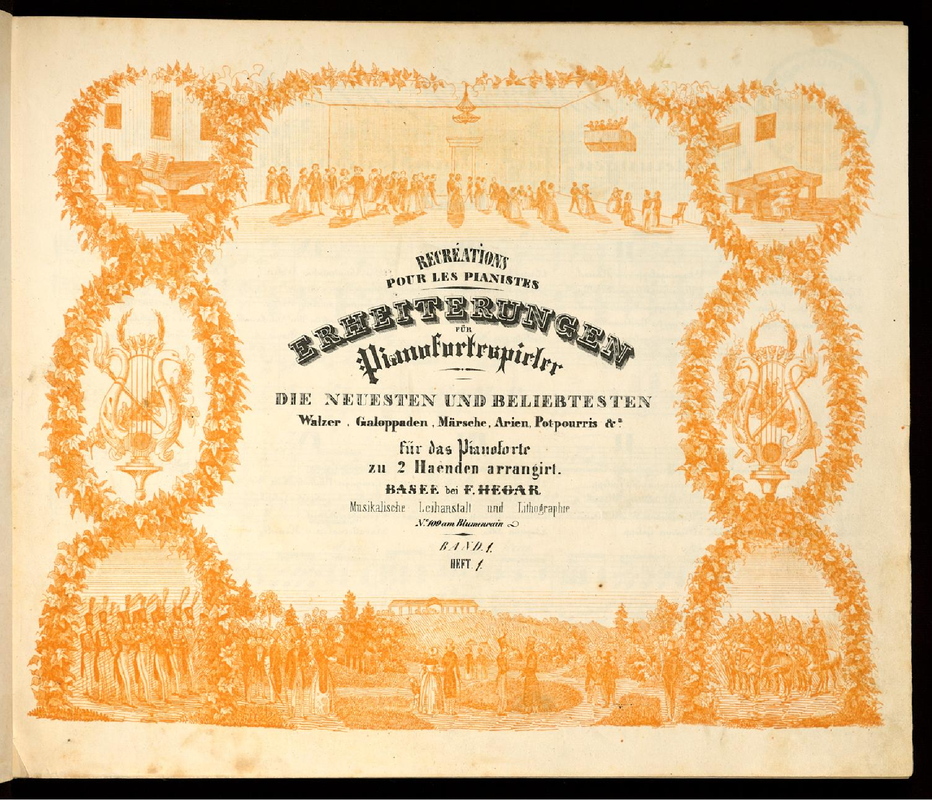 RECRÉATIONS
POUR LES PIANISTES
ERHEITERUNGEN
FÜR
Pianofortespieler
DIE NEUESTEN UND BELIEBTESTEN
Walzer, Galoppaden, Märsche, Arien, Potpourris &a.
für das Pianoforte
zu 2 Haenden arrangirt.
BASEL bei F. HEGAR
Musikalische Leihanstalt und Lithographie
No. 109 am Blumenrain
BAND. 1.
HEFT. 1.